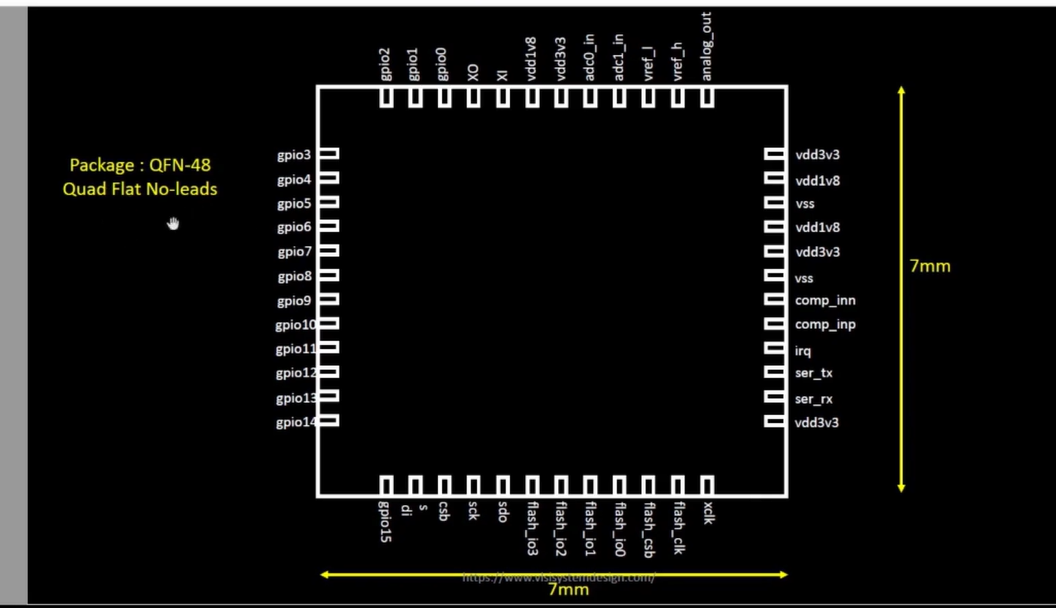 gpio2
gpio1
gpio0
XO
XI
vdd1v8
vdd3v3
adc0_in
adc1_in
vref_l
vref_h
analog_out
Package : QFN-48
Quad Flat No-leads
gpio3
gpio4
gpio5
gpio6
gpio7
gpio8
gpio9
gpio10
gpio11
gpio12
gpio13
gpio14
vdd3v3
vdd1v8
vss
vdd1v8
vdd3v3
vss
comp_inn
comp_inp
irq
ser_tx
ser_rx
vdd3v3
7mm
gpio15
di
s
csb
sck
sdo
flash_io3
flash_io2
flash_io1
flash_io0
flash_csb
flash_clk
xclk
https://www.vlsisystemdesign.com/
7mm